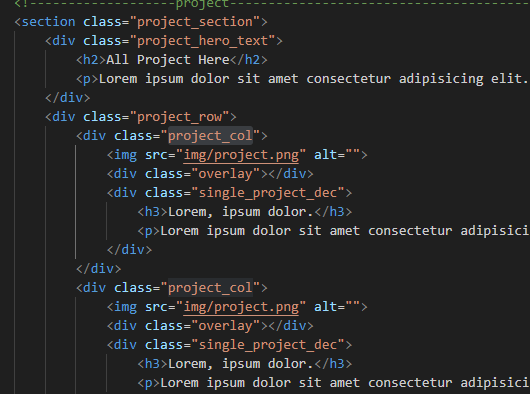 <!-------------------project---------------------------------------
<section class="project_section">
<div class="project_hero_text">
<h2>All Project Here</h2>
<p>Lorem ipsum dolor sit amet consectetur adipisicing elit.
</div>
<div class="project_row">
<div class="project_col">
<img src="img/project.png" alt="">
<div class="overlay"></div>
<div class="single_project_dec">
<h3>Lorem, ipsum dolor.</h3>
<p>Lorem ipsum dolor sit amet consectetur adipisici
</div>
</div>
<div class="project_col">
<img src="img/project.png" alt="">
<div class="overlay"></div>
<div class="single_project_dec">
<h3>Lorem, ipsum dolor.</h3>
<p>Lorem ipsum dolor sit amet consectetur adipisici